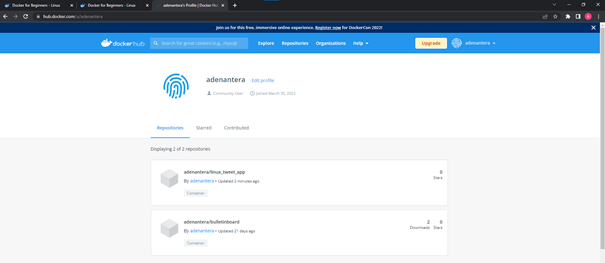 Docker for Beginners - Linux
Docker for Beginners - Linux
adenantera's Profile | Docker H
hub.docker.com/u/adenantera
Join us for this free, immersive online experience. Register now for DockerCon 2022!
dockerhub
Search for great content (e.g., mysql)
Explore
Repositories
Organizations
Help
Upgrade
adenantera
adenantera
Edit profile
Community User
Joined March 30, 2022
Repositories
Starred
Contributed
Displaying 2 of 2 repositories
adenantera/linux_tweet_app
0
Stars
By adenantera • Updated 2 minutes ago
Container
adenantera/bulletinboard
2
0
Downloads
Stars
By adenantera • Updated 21 days ago
Container